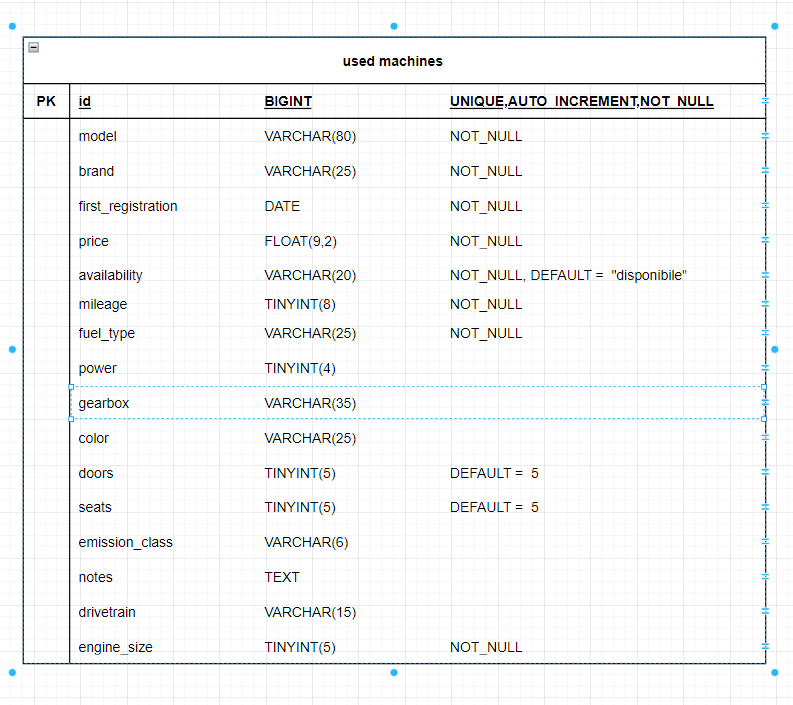 used machines
PK id BIGINT UNIQUE,AUTO_INCREMENT,NOT_NULL
model VARCHAR(80) NOT_NULL
brand VARCHAR(25) NOT_NULL
first_registration DATE NOT_NULL
price FLOAT(9,2) NOT_NULL
availability VARCHAR(20) NOT_NULL, DEFAULT = "disponibile"
mileage TINYINT(8) NOT_NULL
fuel_type VARCHAR(25) NOT_NULL
power TINYINT(4)
gearbox VARCHAR(35)
color VARCHAR(25)
doors TINYINT(5) DEFAULT = 5
seats TINYINT(5) DEFAULT = 5
emission_class VARCHAR(6)
notes TEXT
drivetrain VARCHAR(15)
engine_size TINYINT(5) NOT_NULL